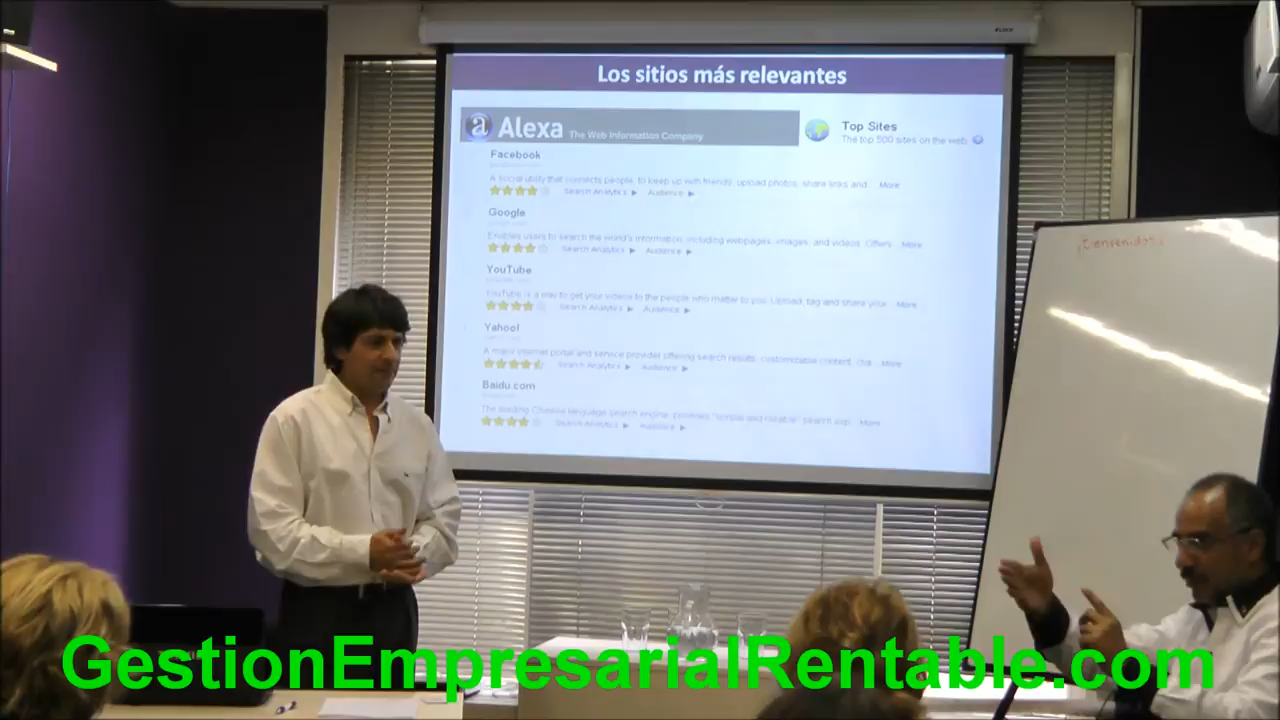 Los sitios más relevantes
a Alexa The Web Information Company
Top Sites
The top 500 sites on the web.
Facebook
A social utility that connects people, to keep up with friends, upload photos, share links and ... More
Search Analytics ▶ Audience ▶
Google
Enables users to search the world's information, including webpages, images, and videos. Offers... More
Search Analytics ▶ Audience ▶
YouTube
YouTube is a way to get your videos to the people who matter to you. Upload, tag and share your... More
Search Analytics ▶ Audience ▶
Yahoo!
A major internet portal and service provider offering search results, customizable content, cha... More
Search Analytics ▶ Audience ▶
Baidu.com
The leading Chinese language search engine, provides "simple and reliable" search exp... More
Search Analytics ▶ Audience ▶
¡Bienvenidos!
GestionEmpresarialRentable.com